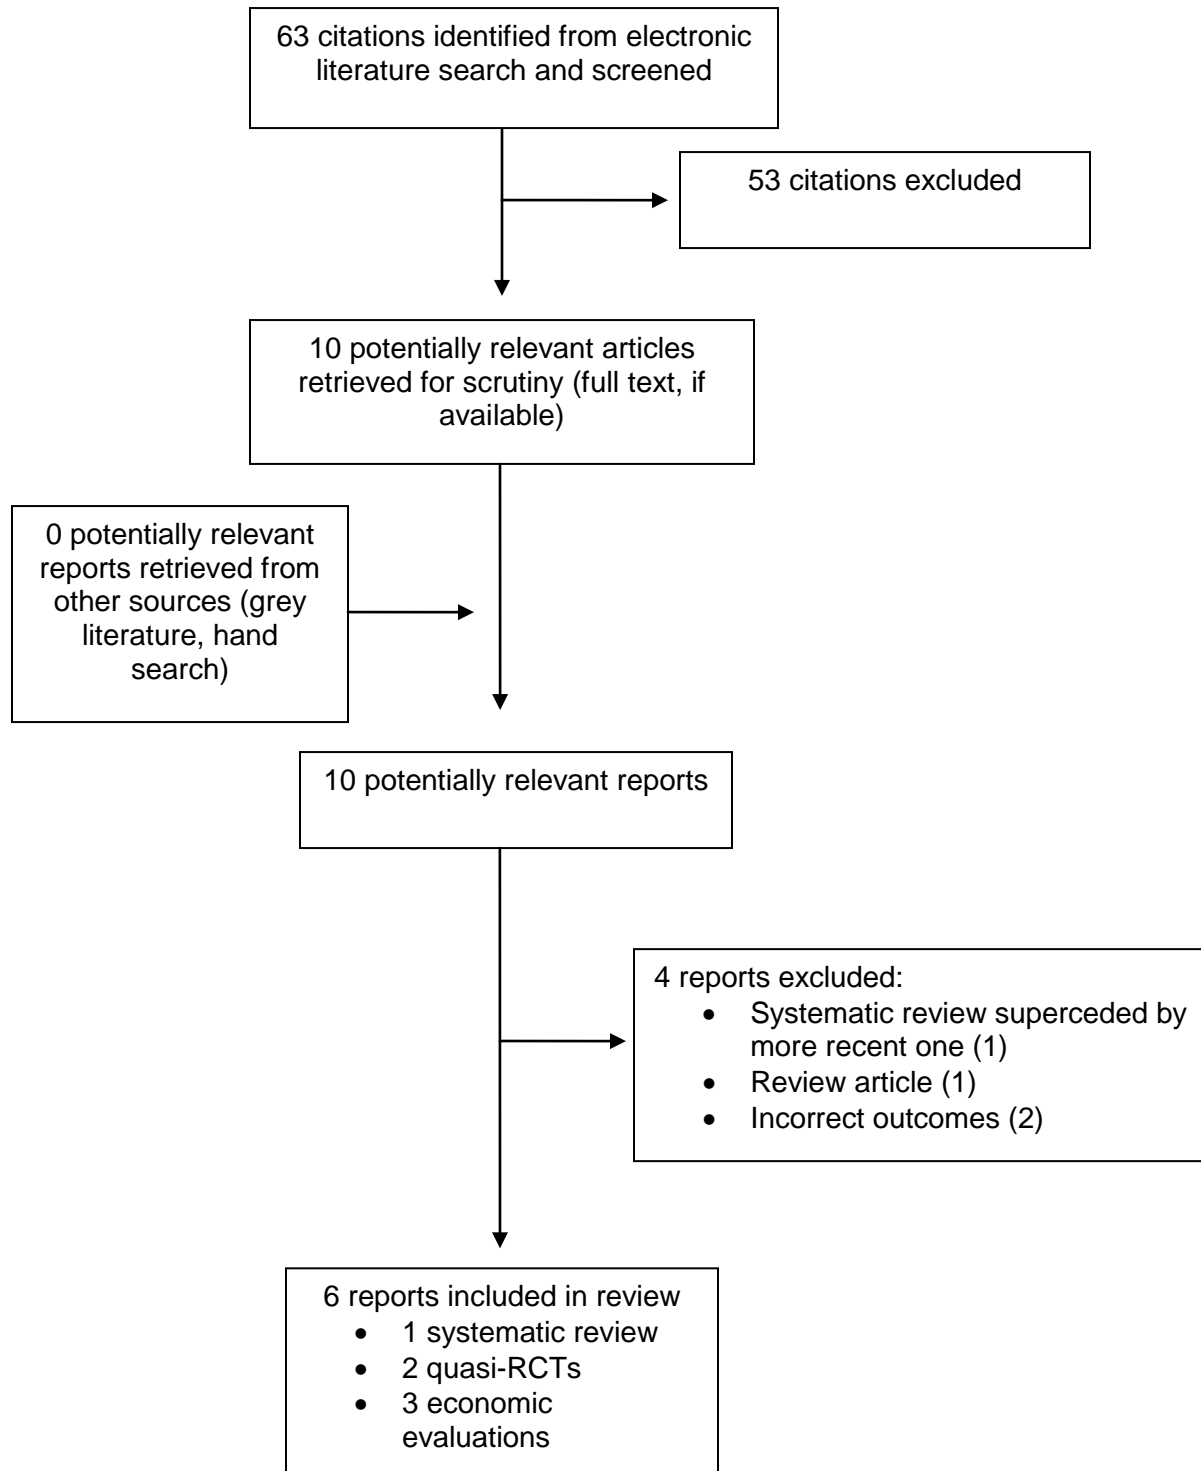 63 citations identified from electronic
literature search and screened
53 citations excluded
10 potentially relevant articles
retrieved for scrutiny (full text, if
available)
0 potentially relevant
reports retrieved from
other sources (grey
literature, hand
search)
10 potentially relevant reports
4 reports excluded:
• Systematic review superceded by
more recent one (1)
• Review article (1)
• Incorrect outcomes (2)
6 reports included in review
• 1 systematic review
• 2 quasi-RCTs
• 3 economic
evaluations